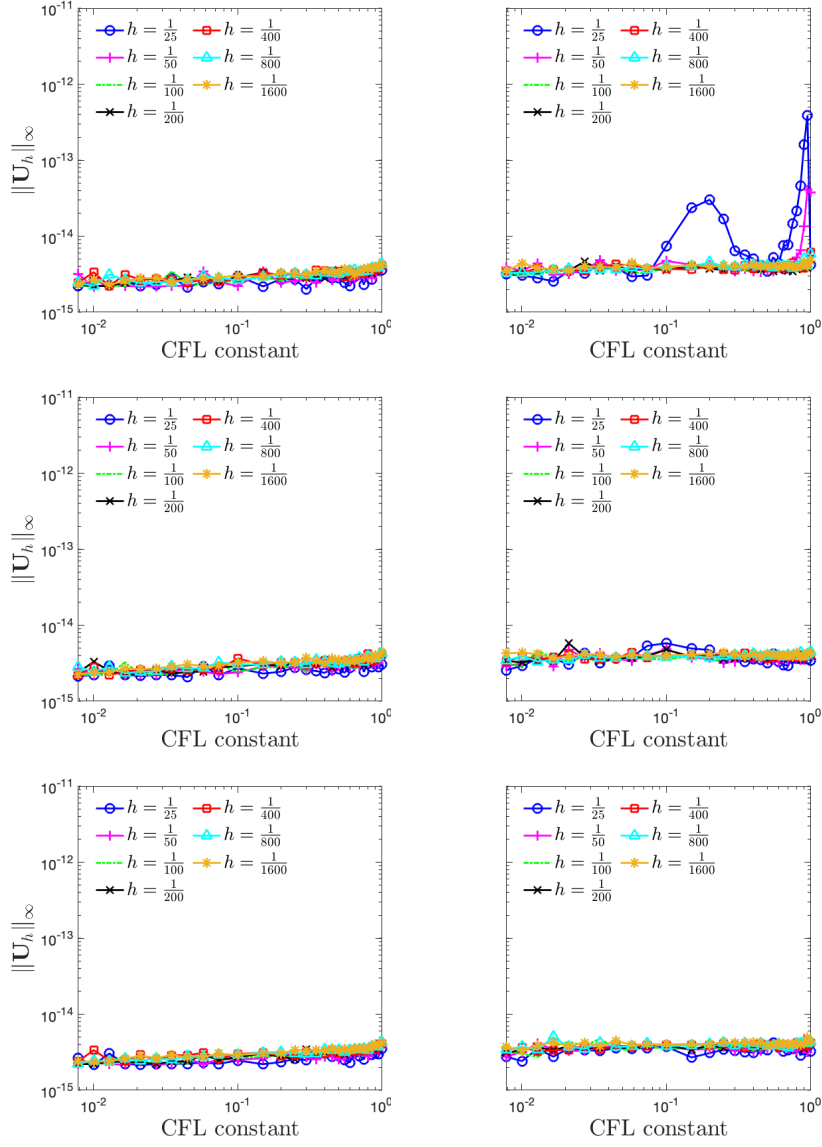 10^-11
10^-12
10^-13
10^-14
10^-15
‖U_h‖_∞
h = 1/25
h = 1/50
h = 1/100
h = 1/200
h = 1/400
h = 1/800
h = 1/1600
10^-2
10^-1
10^0
CFL constant
10^-11
10^-12
10^-13
10^-14
10^-15
h = 1/25
h = 1/50
h = 1/100
h = 1/200
h = 1/400
h = 1/800
h = 1/1600
10^-2
10^-1
10^0
CFL constant
10^-11
10^-12
10^-13
10^-14
10^-15
‖U_h‖_∞
h = 1/25
h = 1/50
h = 1/100
h = 1/200
h = 1/400
h = 1/800
h = 1/1600
10^-2
10^-1
10^0
CFL constant
10^-11
10^-12
10^-13
10^-14
10^-15
h = 1/25
h = 1/50
h = 1/100
h = 1/200
h = 1/400
h = 1/800
h = 1/1600
10^-2
10^-1
10^0
CFL constant
10^-11
10^-12
10^-13
10^-14
10^-15
‖U_h‖_∞
h = 1/25
h = 1/50
h = 1/100
h = 1/200
h = 1/400
h = 1/800
h = 1/1600
10^-2
10^-1
10^0
CFL constant
10^-11
10^-12
10^-13
10^-14
10^-15
h = 1/25
h = 1/50
h = 1/100
h = 1/200
h = 1/400
h = 1/800
h = 1/1600
10^-2
10^-1
10^0
CFL constant